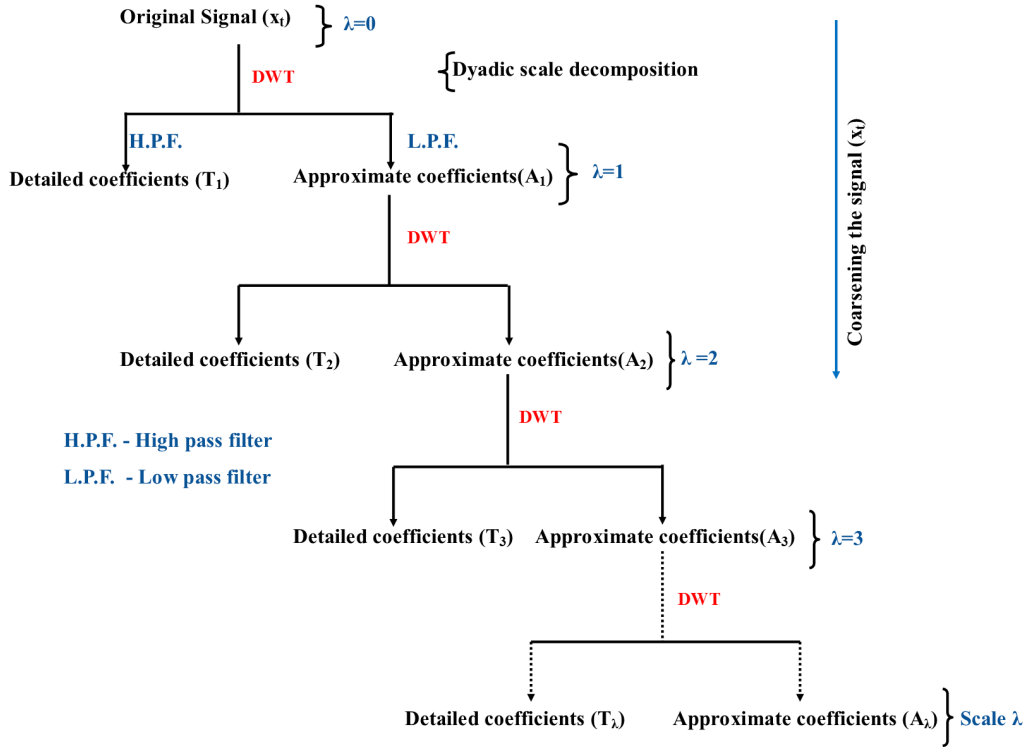 Original Signal (xₜ)
λ=0
DWT
Dyadic scale decomposition
H.P.F.
L.P.F.
Detailed coefficients (T₁)
Approximate coefficients(A₁)
λ=1
DWT
Coarsening the signal (xₜ)
Detailed coefficients (T₂)
Approximate coefficients(A₂)
λ =2
DWT
H.P.F. - High pass filter
L.P.F. - Low pass filter
Detailed coefficients (T₃)
Approximate coefficients(A₃)
λ=3
DWT
Detailed coefficients (T_λ)
Approximate coefficients (A_λ)
Scale λ